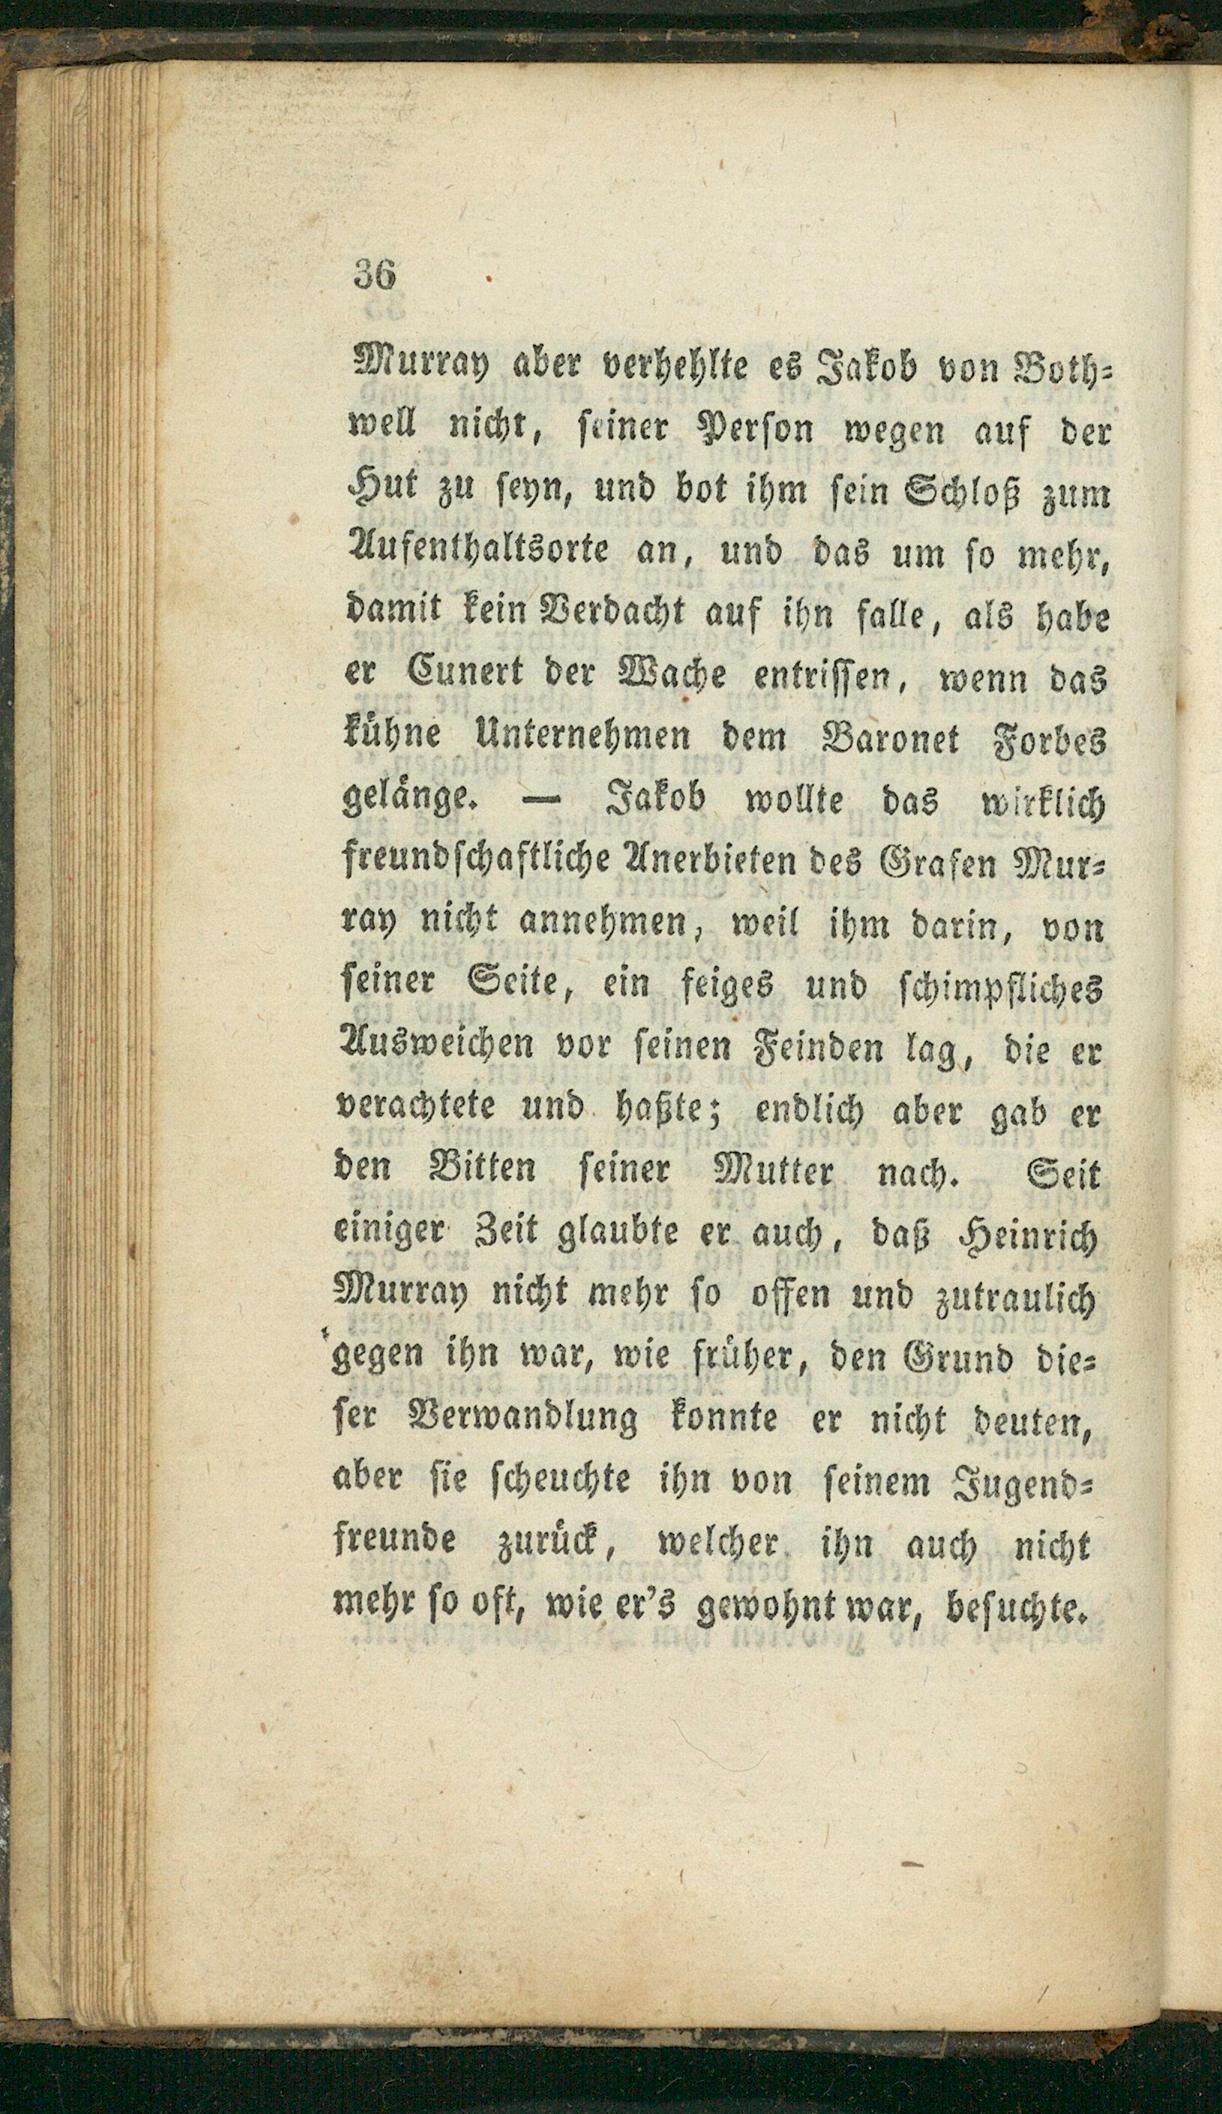 36
Murray aber verhehlte es Jakob von Both⸗
well nicht, seiner Person wegen auf der
Hut zu seyn, und bot ihm sein Schloß zum
Aufenthaltsorte an, und das um so mehr,
damit kein Verdacht auf ihn falle, als habe
er Cunert der Wache entrissen, wenn das
kühne Unternehmen dem Baronet Forbes
gelänge. — Jakob wollte das wirklich
freundschaftliche Anerbieten des Grafen Mur⸗
ray nicht annehmen, weil ihm darin, von
seiner Seite, ein feiges und schimpfliches
Ausweichen vor seinen Feinden lag, die er
verachtete und haßte; endlich aber gab er
den Bitten seiner Mutter nach. Seit
einiger Zeit glaubte er auch, daß Heinrich
Murray nicht mehr so offen und zutraulich
gegen ihn war, wie früher, den Grund die⸗
ser Verwandlung konnte er nicht deuten,
aber sie scheuchte ihn von seinem Jugend⸗
freunde zurück, welcher ihn auch nicht
mehr so oft, wie er's gewohnt war, besuchte.